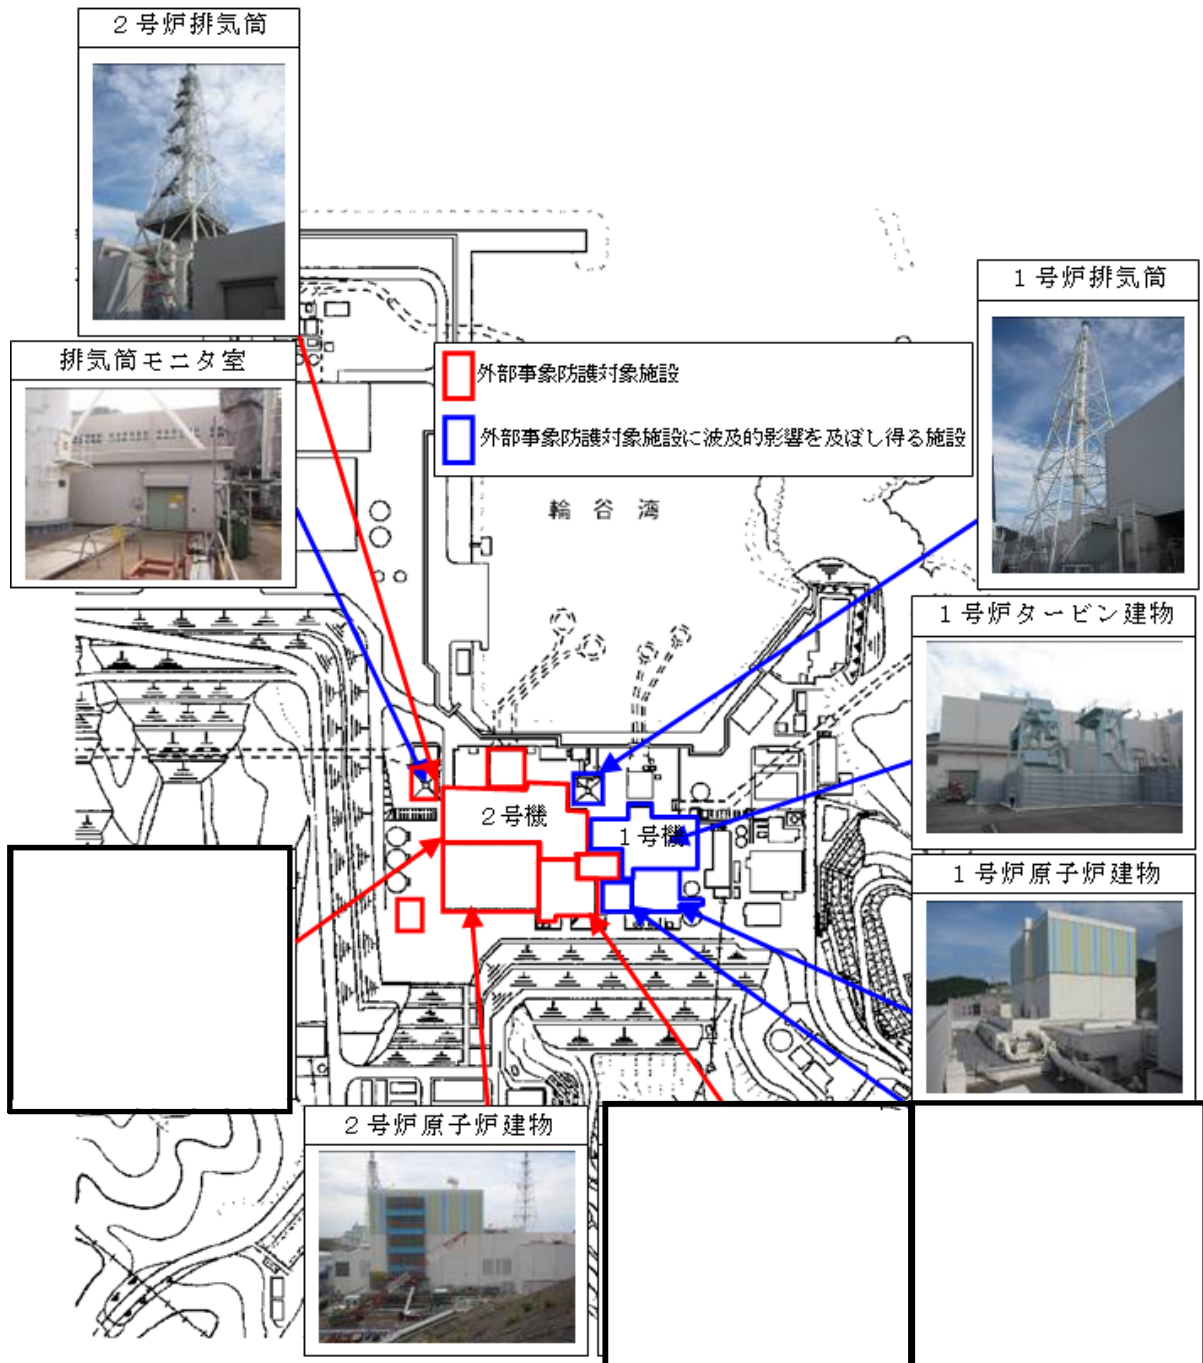 ２号炉排気筒
１号炉排気筒
排気筒モニタ室
外部事象防護対象施設
外部事象防護対象施設に波及的影響を及ぼし得る施設
輪谷湾
１号炉タービン建物
２号機
１号機
１号炉原子炉建物
２号炉原子炉建物